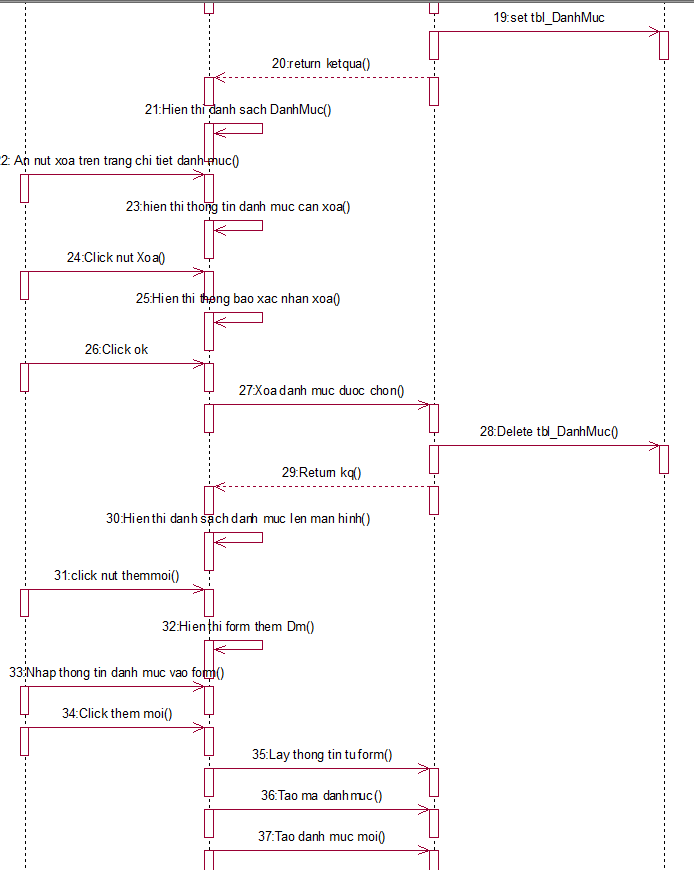 19:set tbl_DanhMuc
20:return ketqua()
21:Hien thi danh sach DanhMuc()
2: An nut xoa tren trang chi tiet danh muc()
23:hien thi thong tin danh muc can xoa()
24:Click nut Xoa()
25:Hien thi thong bao xac nhan xoa()
26:Click ok
27:Xoa danh muc duoc chon()
28:Delete tbl_DanhMuc()
29:Return kq()
30:Hien thi danh sach danh muc len man hinh()
31:click nut themmoi()
32:Hien thi form them Dm()
33:Nhap thong tin danh muc vao form()
34:Click them moi()
35:Lay thong tin tu form()
36:Tao ma danh muc()
37:Tao danh muc moi()